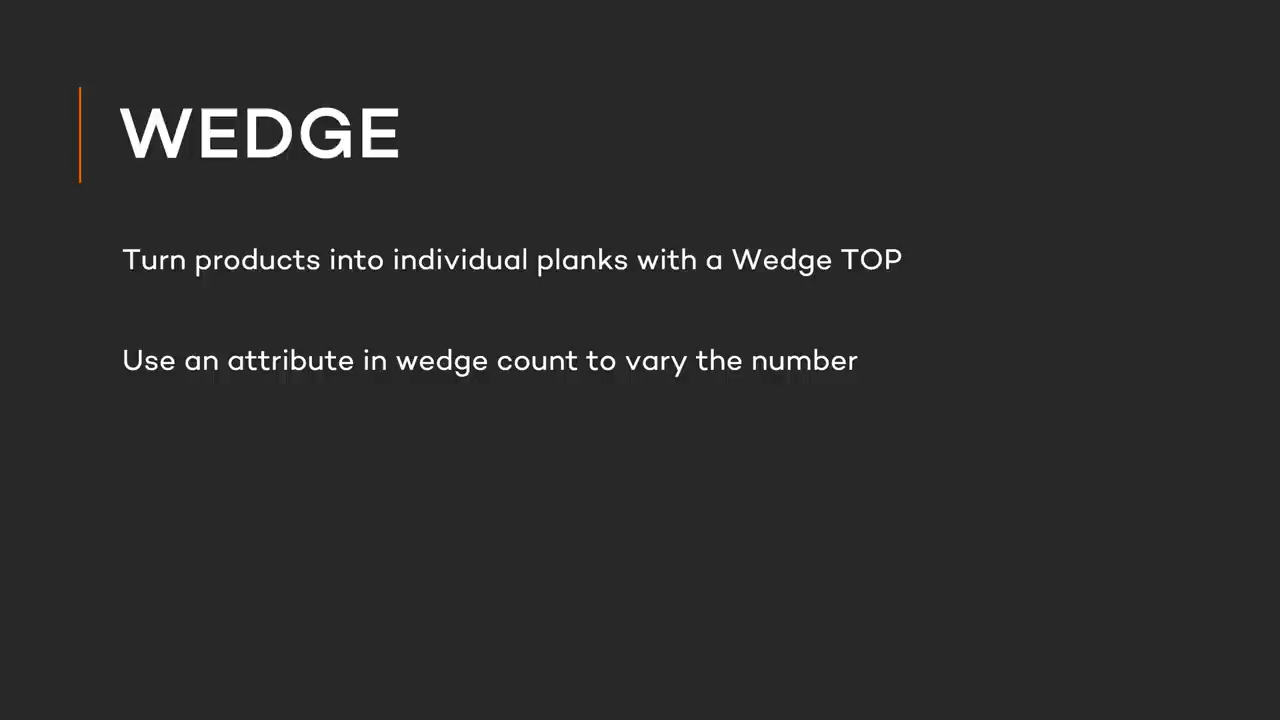 WEDGE
Turn products into individual planks with a Wedge TOP
Use an attribute in wedge count to vary the number